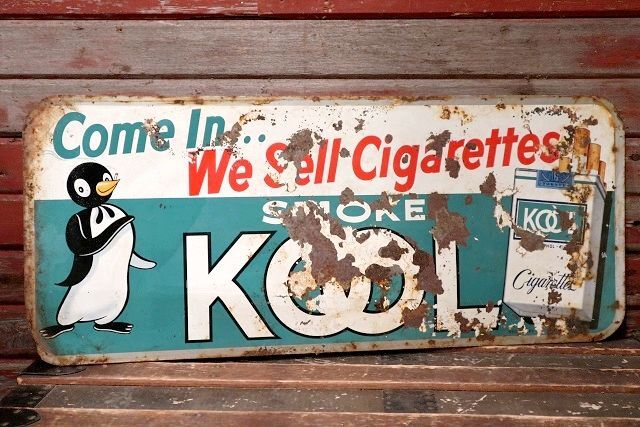 Come In...
We Sell Cigarettes
SMOKE
KOOL
KOOL
Cigarettes